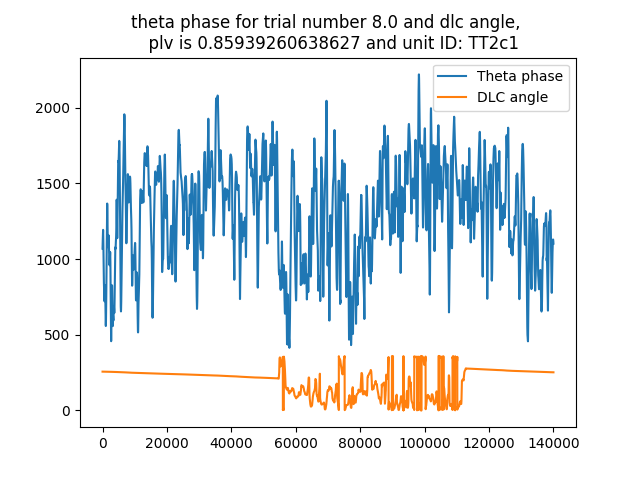 theta phase for trial number 8.0 and dlc angle,
plv is 0.85939260638627 and unit ID: TT2c1
Theta phase
DLC angle
2000
1500
1000
500
0
0 20000 40000 60000 80000 100000 120000 140000